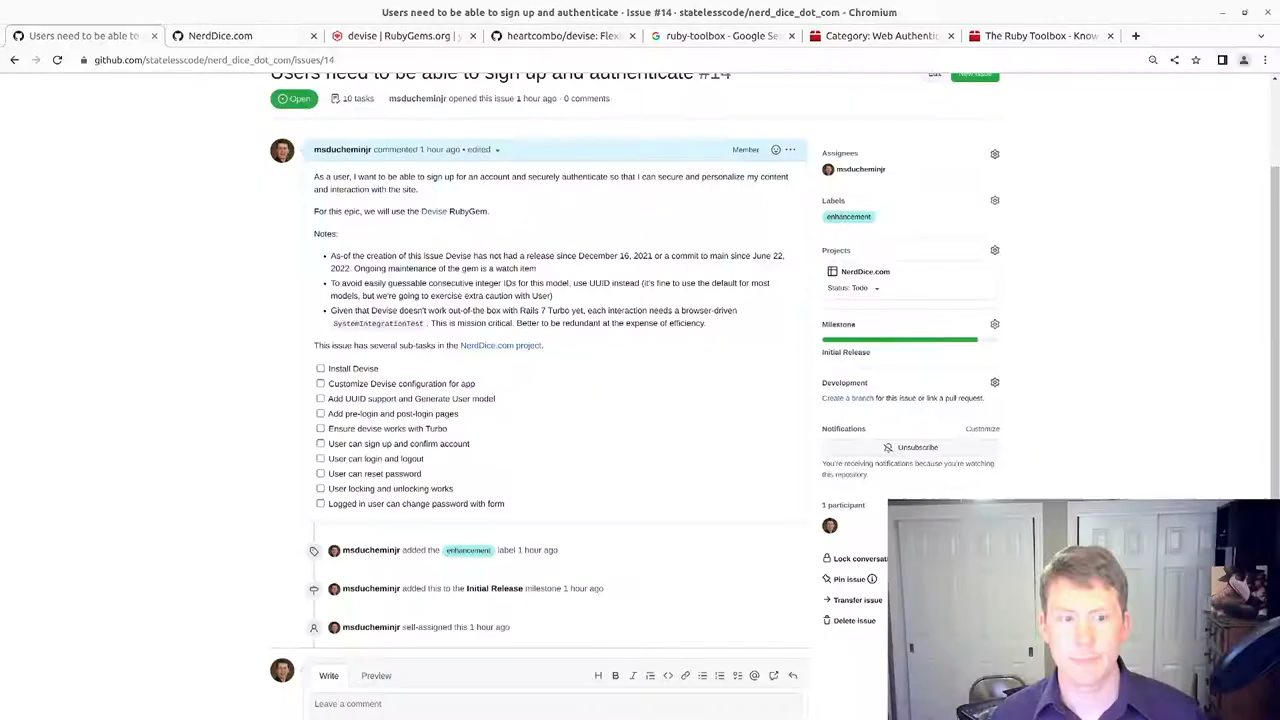 Users need to be able to sign up and authenticate · Issue #14 · statelesscode/nerd_dice_dot_com - Chromium
Users need to be able to
NerdDice.com
devise | RubyGems.org | y
heartcombo/devise: Flexi
ruby-toolbox - Google Se
Category: Web Authentic
The Ruby Toolbox - Know
github.com/statelesscode/nerd_dice_dot_com/issues/14
Users need to be able to sign up and authenticate #14
Edit
New issue
Open
10 tasks
msducheminjr opened this issue 1 hour ago · 0 comments
msducheminjr commented 1 hour ago • edited
Member
As a user, I want to be able to sign up for an account and securely authenticate so that I can secure and personalize my content
and interaction with the site.
For this epic, we will use the Devise RubyGem.
Notes:
• As-of the creation of this issue Devise has not had a release since December 16, 2021 or a commit to main since June 22,
2022. Ongoing maintenance of the gem is a watch item
• To avoid easily guessable consecutive integer IDs for this model, use UUID instead (it's fine to use the default for most
models, but we're going to exercise extra caution with User)
• Given that Devise doesn't work out-of-the box with Rails 7 Turbo yet, each interaction needs a browser-driven
SystemIntegrationTest. This is mission critical. Better to be redundant at the expense of efficiency.
This issue has several sub-tasks in the NerdDice.com project.
Install Devise
Customize Devise configuration for app
Add UUID support and Generate User model
Add pre-login and post-login pages
Ensure devise works with Turbo
User can sign up and confirm account
User can login and logout
User can reset password
User locking and unlocking works
Logged in user can change password with form
msducheminjr added the enhancement label 1 hour ago
msducheminjr added this to the Initial Release milestone 1 hour ago
msducheminjr self-assigned this 1 hour ago
Write
Preview
Leave a comment
Assignees
msducheminjr
Labels
enhancement
Projects
NerdDice.com
Status: Todo
Milestone
Initial Release
Development
Create a branch for this issue or link a pull request.
Notifications
Customize
Unsubscribe
You're receiving notifications because you're watching
this repository.
1 participant
Lock conversat
Pin issue
Transfer issue
Delete issue